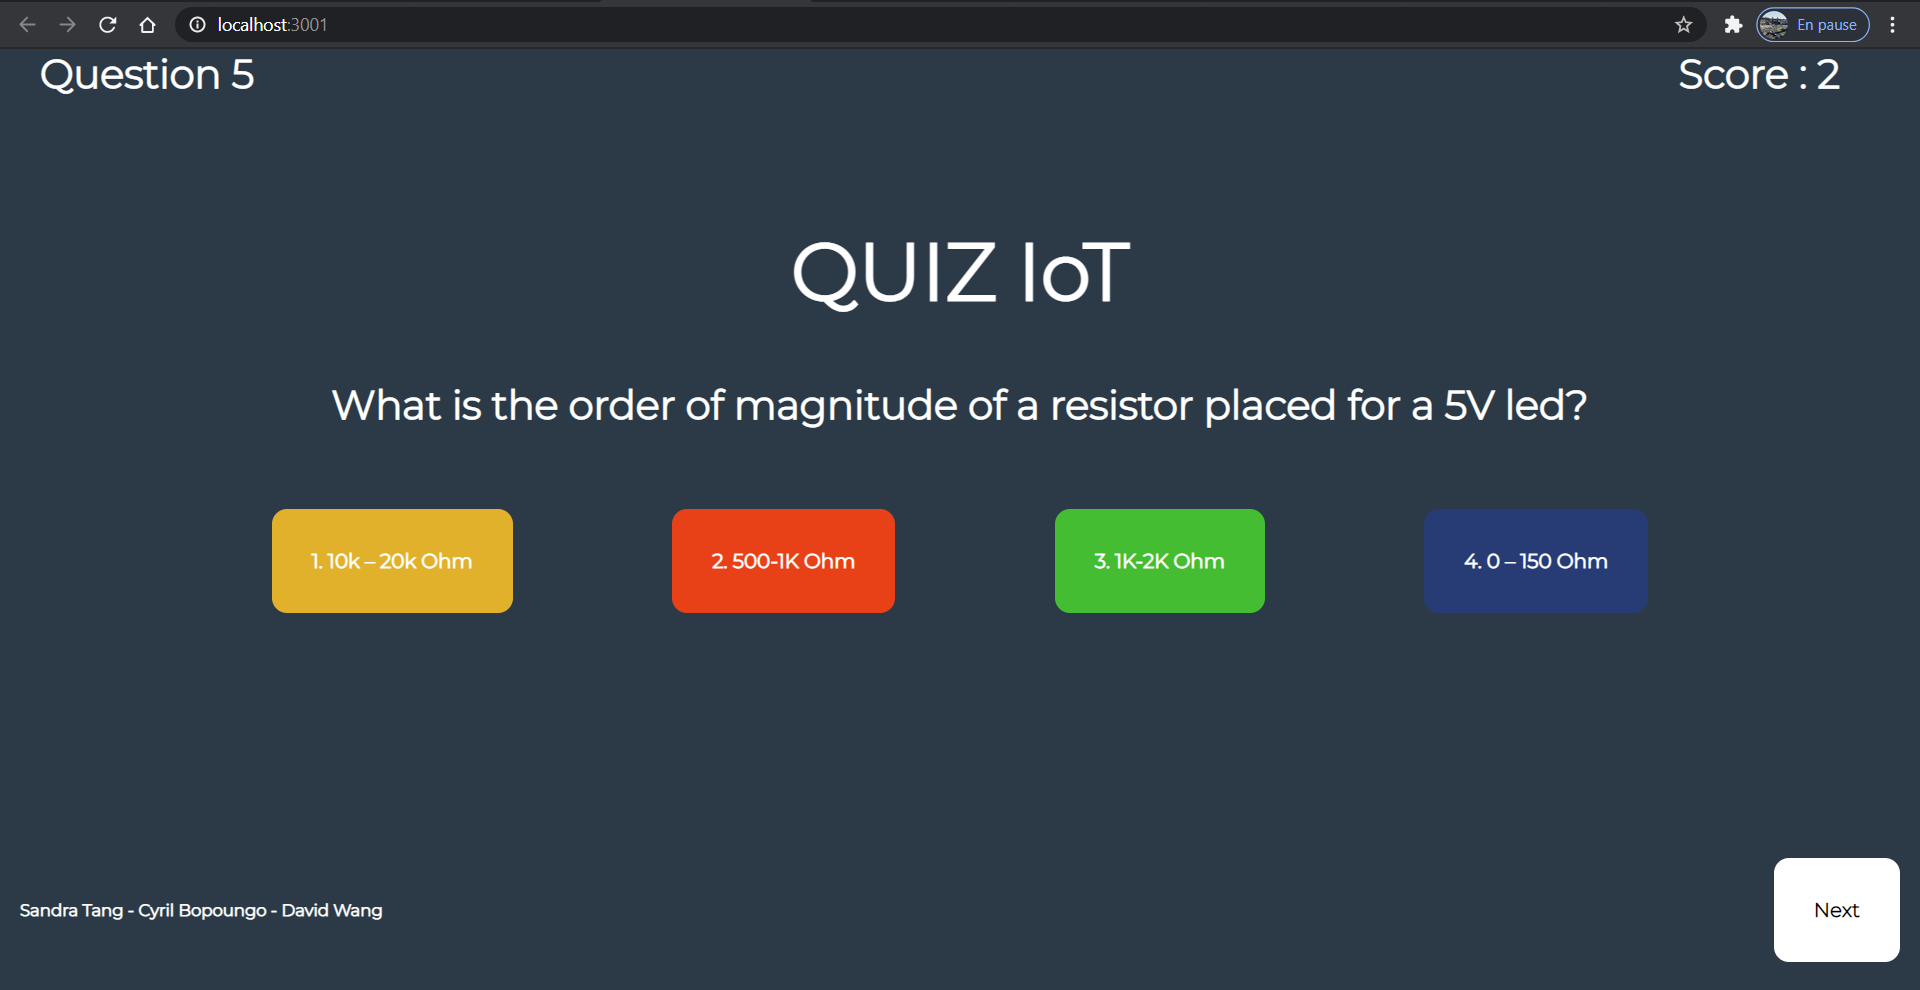 localhost:3001
En pause
Question 5
Score : 2
QUIZ IoT
What is the order of magnitude of a resistor placed for a 5V led?
1. 10k – 20k Ohm
2. 500-1K Ohm
3. 1K-2K Ohm
4. 0 – 150 Ohm
Sandra Tang - Cyril Bopoungo - David Wang
Next